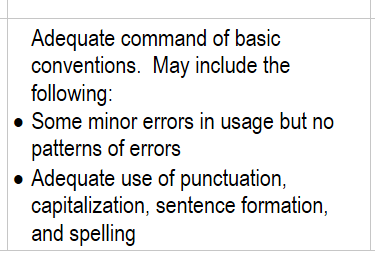 Adequate command of basic
conventions.  May include the
following:
• Some minor errors in usage but no
patterns of errors
• Adequate use of punctuation,
capitalization, sentence formation,
and spelling